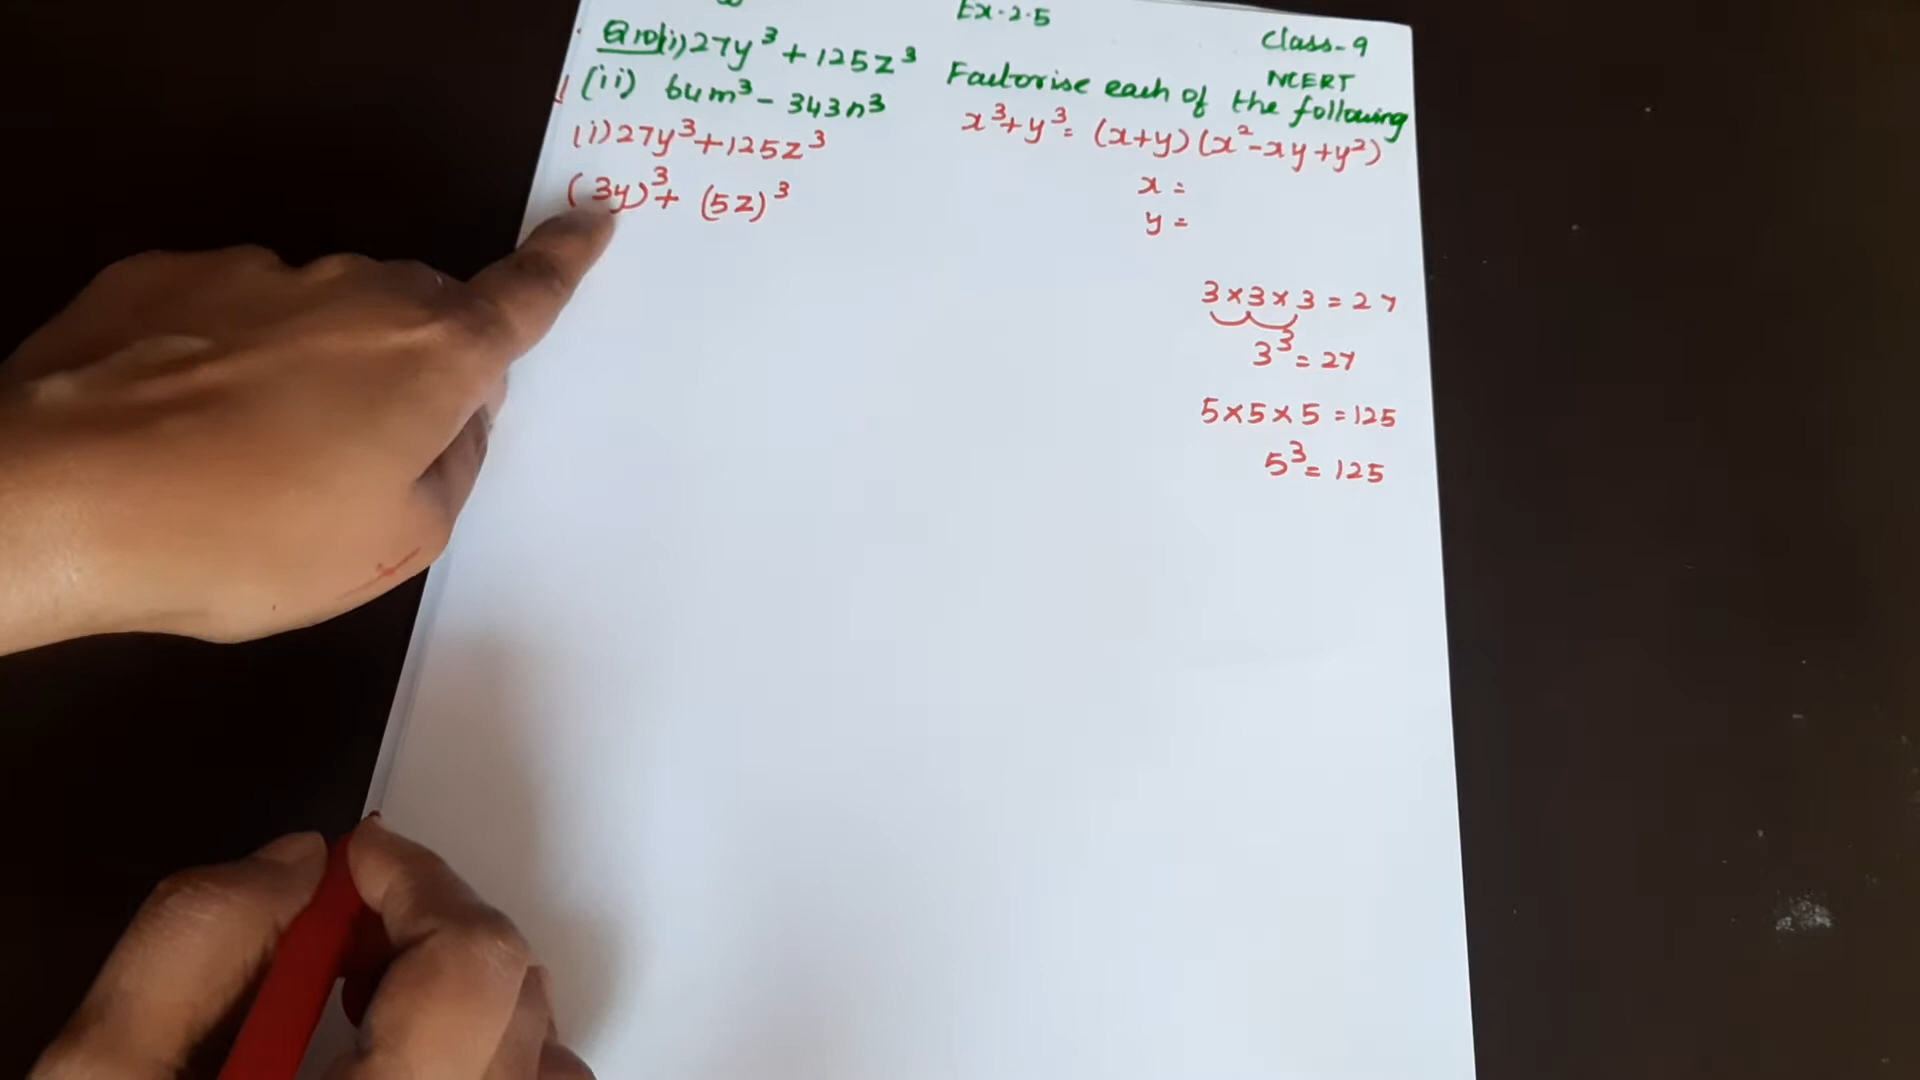 Ex-2.5
Class-9
NCERT
Q10(i) 27y³ + 125z³
Factorise each of the following
(ii) 64m³ - 343n³
(i) 27y³ + 125z³
x³+y³ = (x+y)(x²-xy+y²)
(3y)³ + (5z)³
x =
y =
3×3×3 = 27
3³ = 27
5×5×5 = 125
5³ = 125